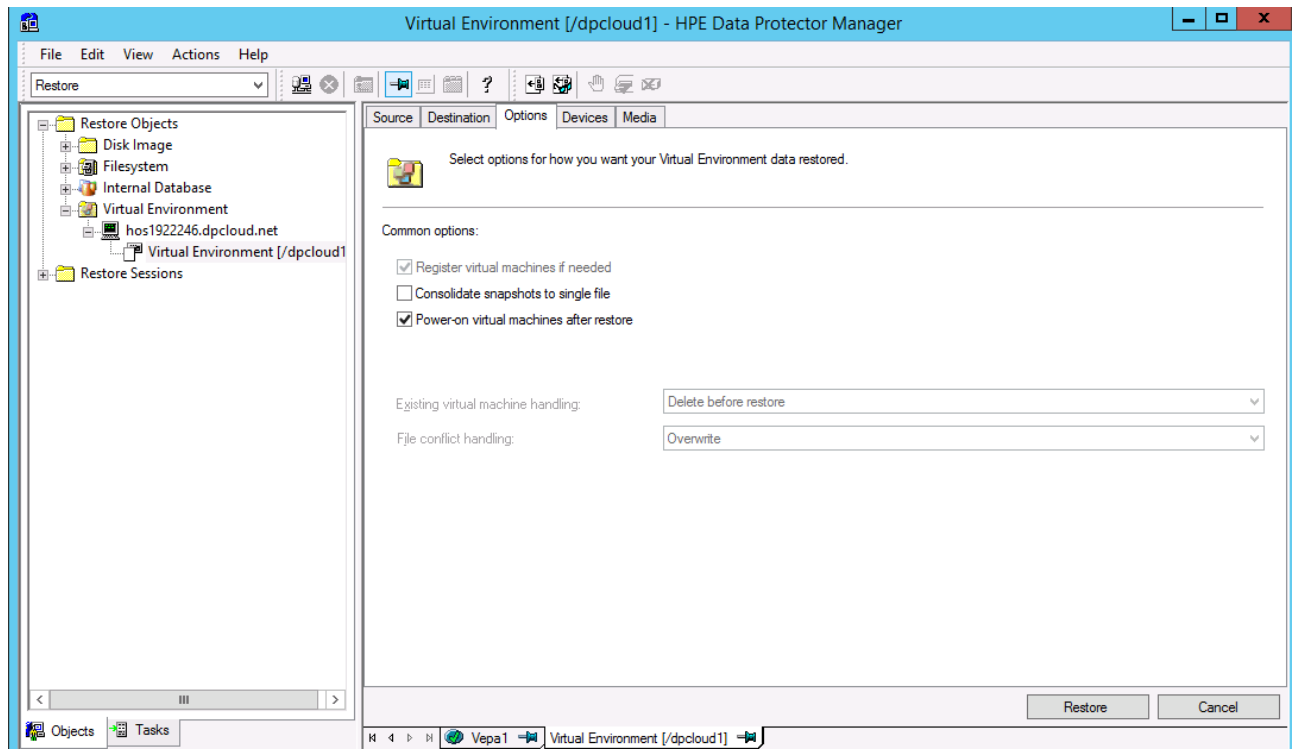 Virtual Environment [/dpcloud1] - HPE Data Protector Manager
File Edit View Actions Help
Restore
Restore Objects
Disk Image
Filesystem
Internal Database
Virtual Environment
hos1922246.dpcloud.net
Virtual Environment [/dpcloud1
Restore Sessions
Objects Tasks
Source Destination Options Devices Media
Select options for how you want your Virtual Environment data restored.
Common options:
Register virtual machines if needed
Consolidate snapshots to single file
Power-on virtual machines after restore
Existing virtual machine handling: Delete before restore
File conflict handling: Overwrite
Restore Cancel
Vepa1 Virtual Environment [/dpcloud1]